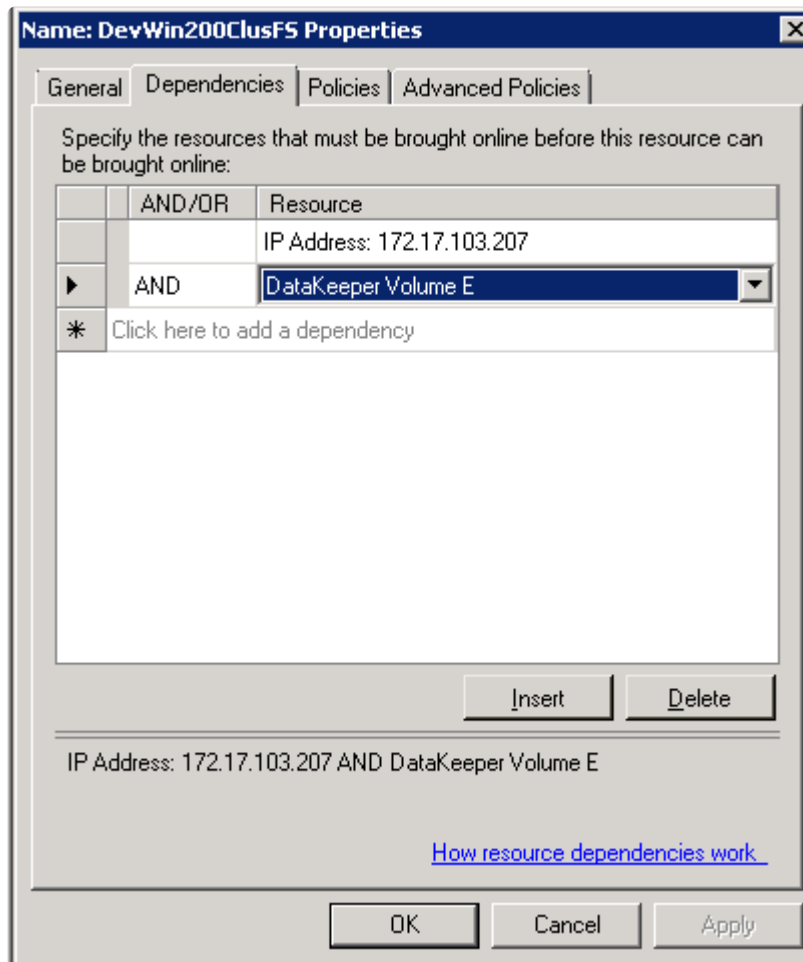 Name: DevWin200ClusFS Properties
General Dependencies Policies Advanced Policies
Specify the resources that must be brought online before this resource can
be brought online:
AND/OR Resource
IP Address: 172.17.103.207
AND DataKeeper Volume E
Click here to add a dependency
Insert Delete
IP Address: 172.17.103.207 AND DataKeeper Volume E
How resource dependencies work
OK Cancel Apply